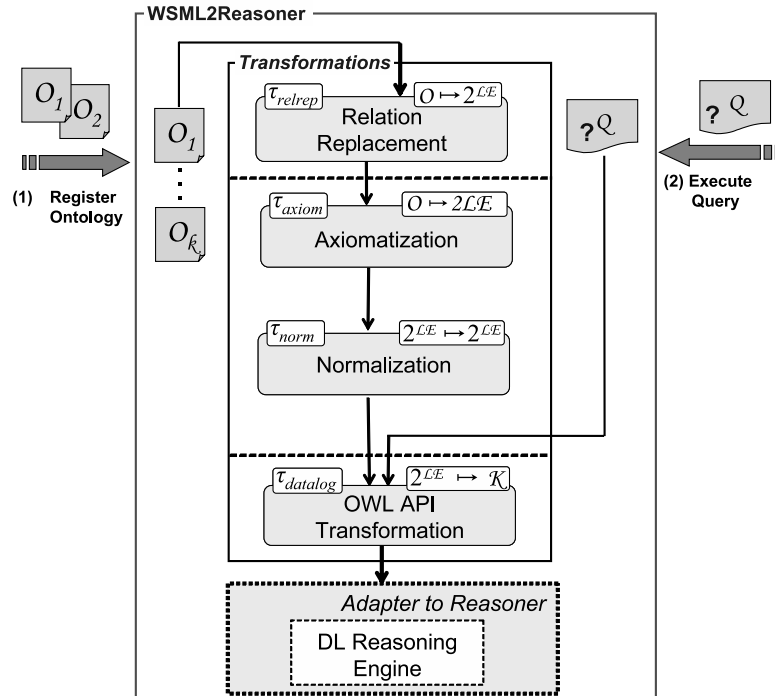 WSML2Reasoner
Transformations
O1
O2
(1) Register
Ontology
O1
Ok
τrelrep
O ↦ 2^LE
Relation
Replacement
τaxiom
O ↦ 2LE
Axiomatization
τnorm
2^LE ↦ 2^LE
Normalization
τdatalog
2^LE ↦ K
OWL API
Transformation
Adapter to Reasoner
DL Reasoning
Engine
? Q
? Q
(2) Execute
Query